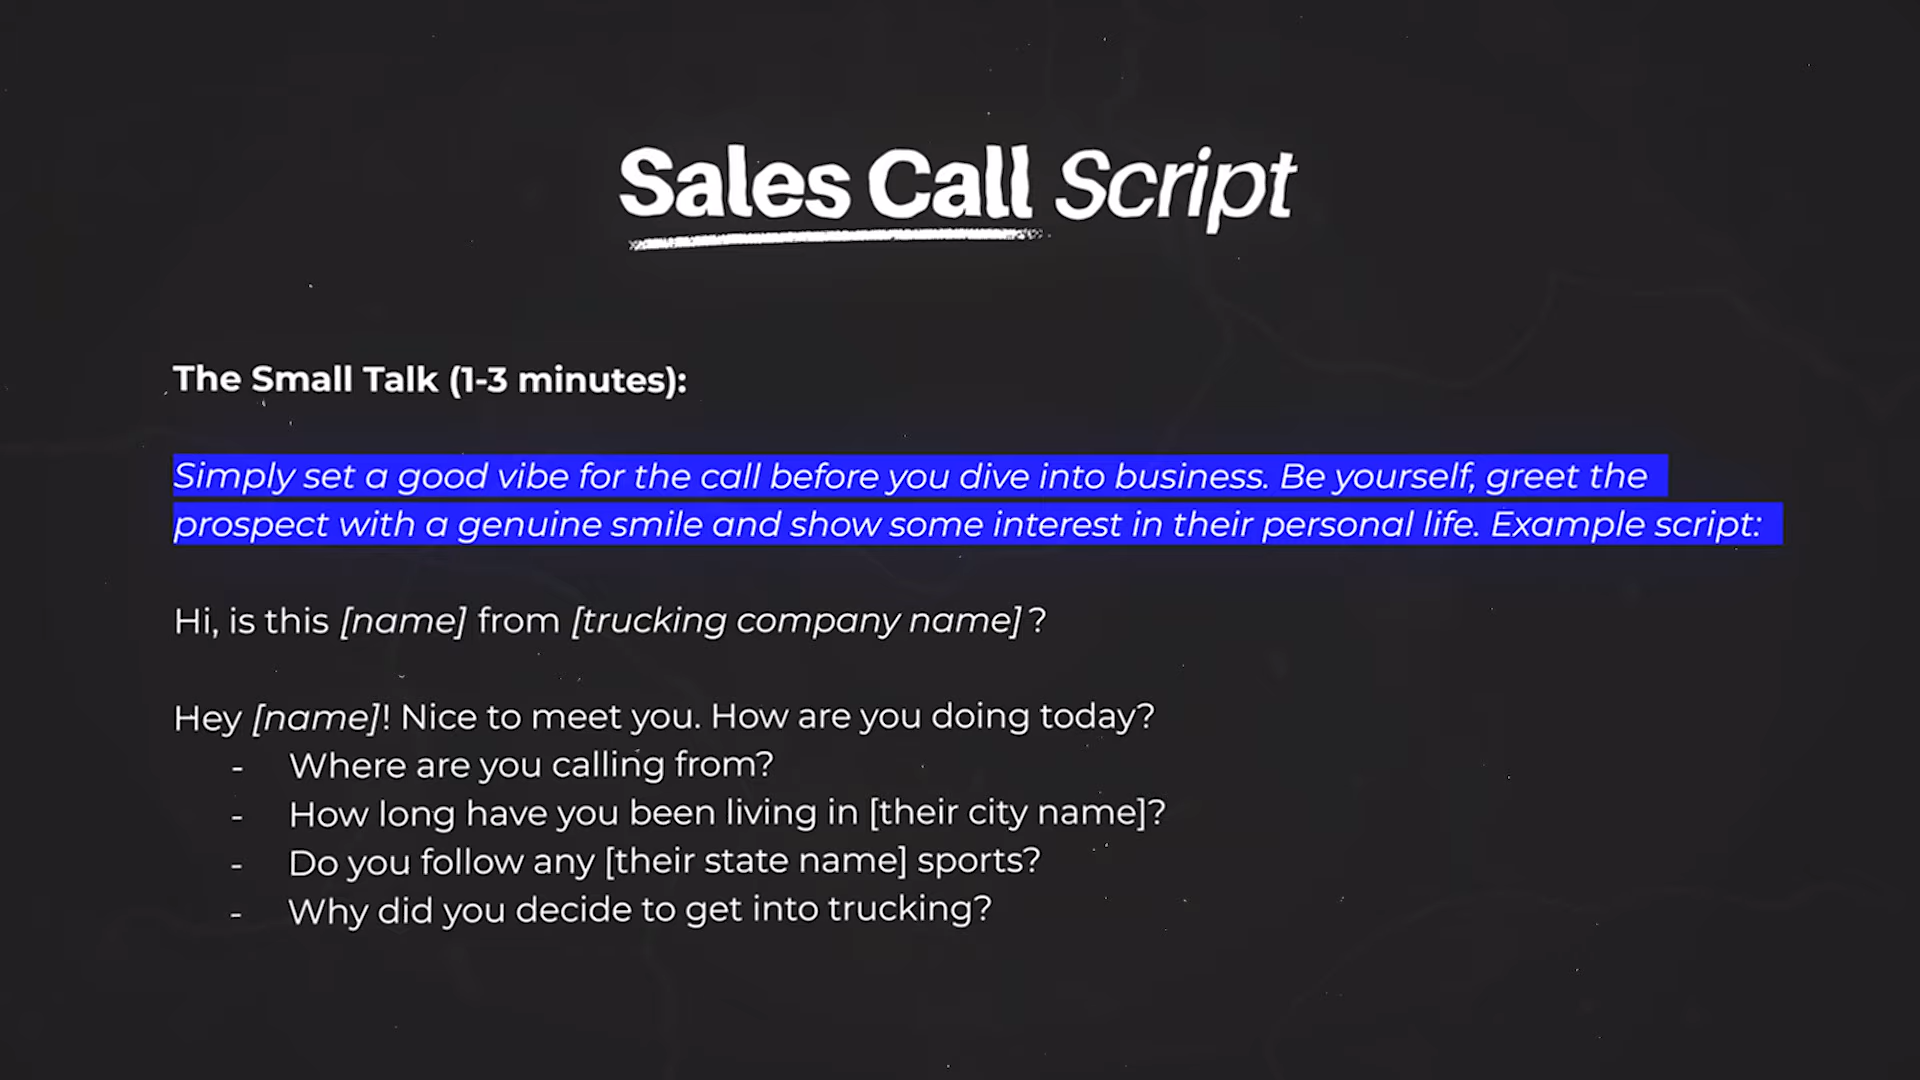 Sales Call Script
The Small Talk (1-3 minutes):
Simply set a good vibe for the call before you dive into business. Be yourself, greet the
prospect with a genuine smile and show some interest in their personal life. Example script:
Hi, is this [name] from [trucking company name]?
Hey [name]! Nice to meet you. How are you doing today?
- Where are you calling from?
- How long have you been living in [their city name]?
- Do you follow any [their state name] sports?
- Why did you decide to get into trucking?